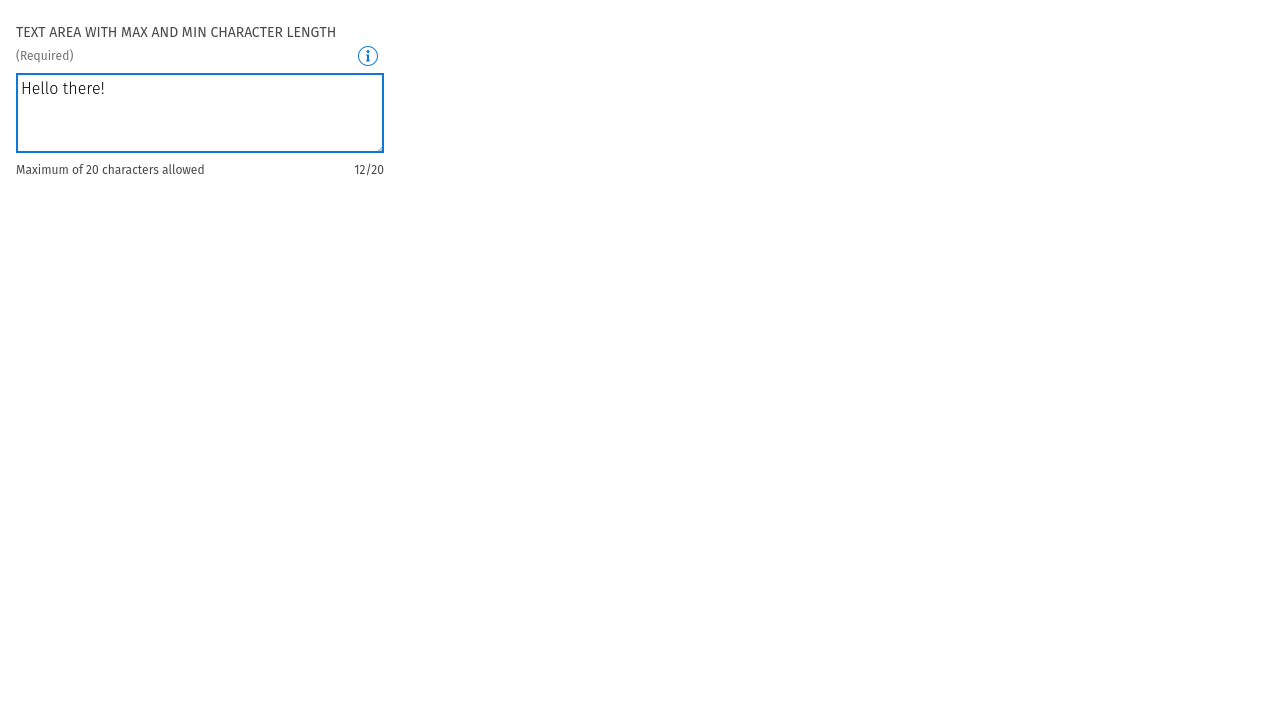 TEXT AREA WITH MAX AND MIN CHARACTER LENGTH
(Required)
Hello there!
Maximum of 20 characters allowed 12/20